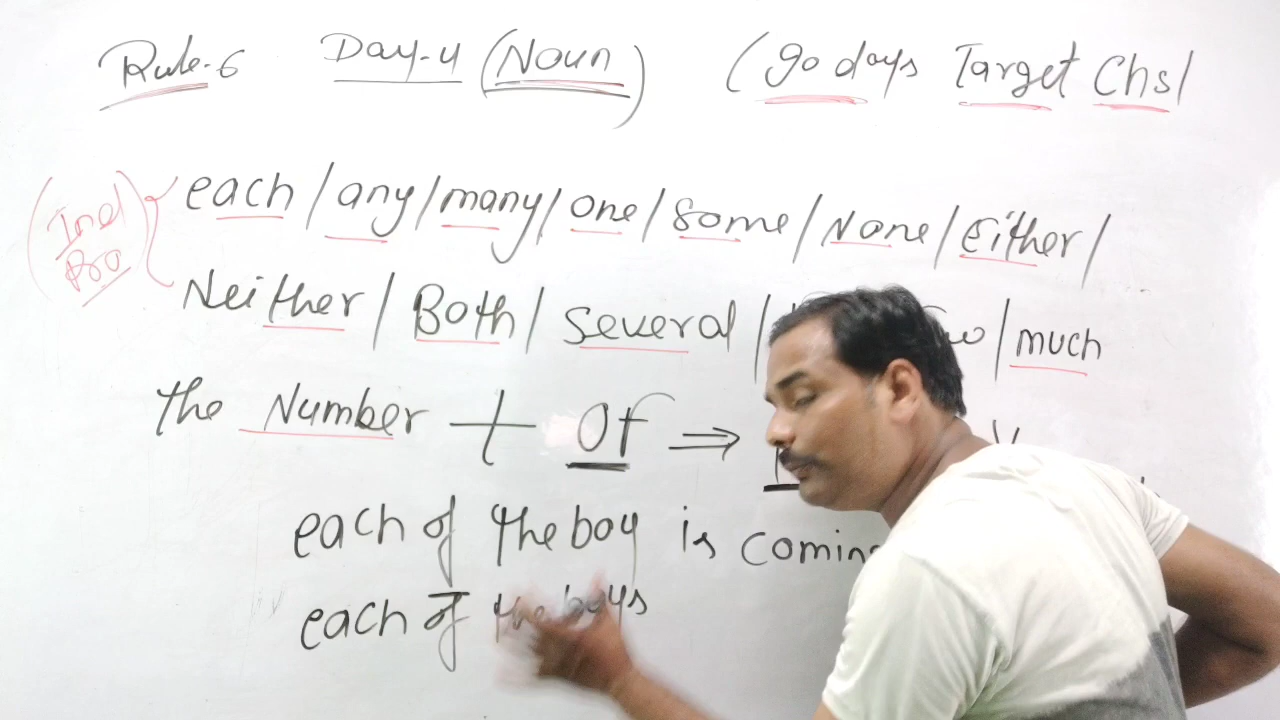 Rule-6 Day-4 (Noun) (90 days Target Chsl
(Ind Pro) { each / any / many / one / some / None / Either /
Neither / Both / Several / / much
the Number + Of ⇒
each of the boy is coming
each of the boys